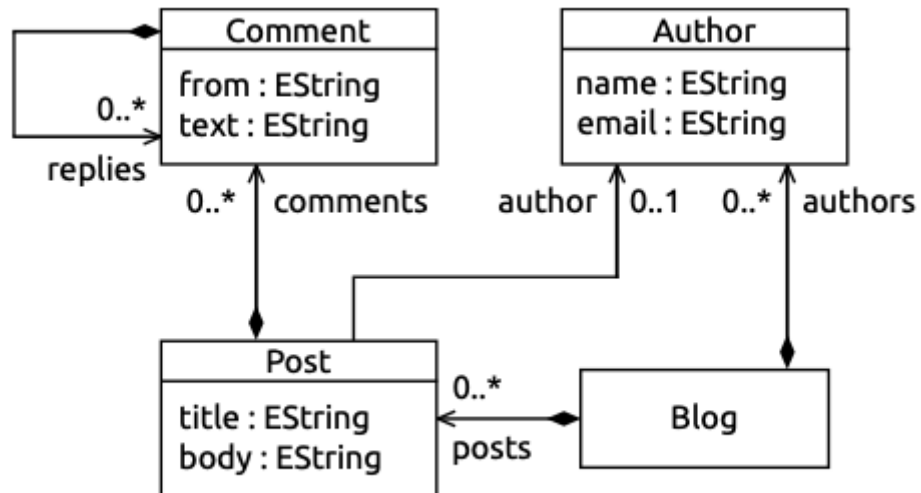 Comment
from : EString
text : EString
0..*
replies
Author
name : EString
email : EString
0..* comments
author 0..1
0..* authors
Post
title : EString
body : EString
0..*
posts
Blog